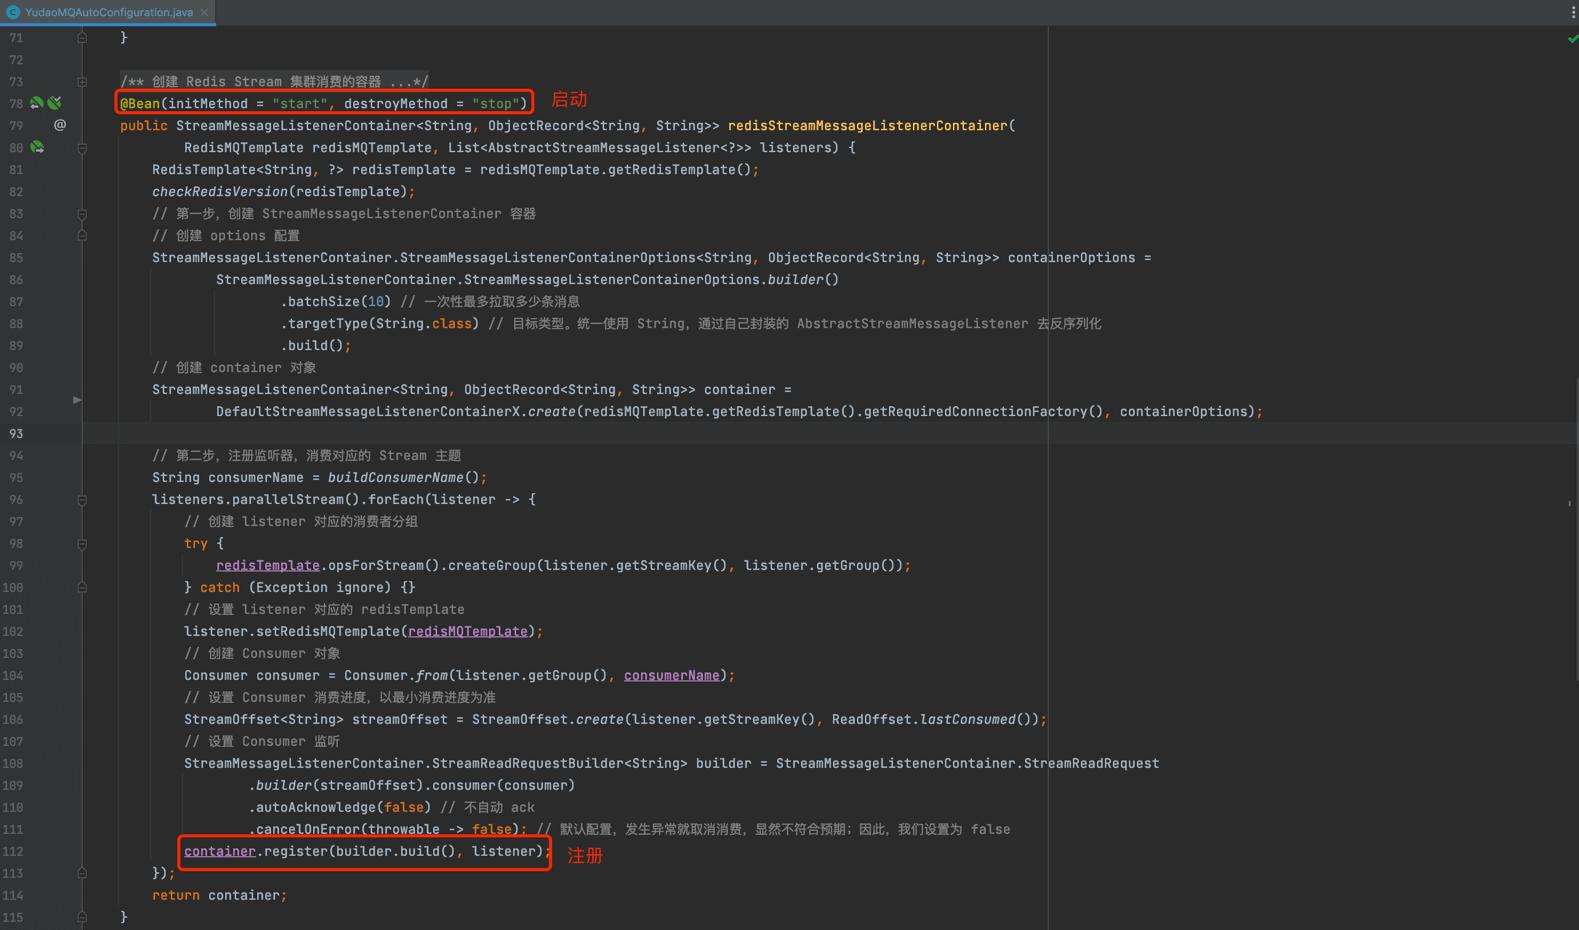 YudaoMQAutoConfiguration.java
71 }
72
73 /** 创建 Redis Stream 集群消费的容器 ...*/
78 @Bean(initMethod = "start", destroyMethod = "stop") 启动
79 @ public StreamMessageListenerContainer<String, ObjectRecord<String, String>> redisStreamMessageListenerContainer(
80 RedisMQTemplate redisMQTemplate, List<AbstractStreamMessageListener<?>> listeners) {
81 RedisTemplate<String, ?> redisTemplate = redisMQTemplate.getRedisTemplate();
82 checkRedisVersion(redisTemplate);
83 // 第一步，创建 StreamMessageListenerContainer 容器
84 // 创建 options 配置
85 StreamMessageListenerContainer.StreamMessageListenerContainerOptions<String, ObjectRecord<String, String>> containerOptions =
86 StreamMessageListenerContainer.StreamMessageListenerContainerOptions.builder()
87 .batchSize(10) // 一次性最多拉取多少条消息
88 .targetType(String.class) // 目标类型。统一使用 String，通过自己封装的 AbstractStreamMessageListener 去反序列化
89 .build();
90 // 创建 container 对象
91 StreamMessageListenerContainer<String, ObjectRecord<String, String>> container =
92 DefaultStreamMessageListenerContainerX.create(redisMQTemplate.getRedisTemplate().getRequiredConnectionFactory(), containerOptions);
93
94 // 第二步，注册监听器，消费对应的 Stream 主题
95 String consumerName = buildConsumerName();
96 listeners.parallelStream().forEach(listener -> {
97 // 创建 listener 对应的消费者分组
98 try {
99 redisTemplate.opsForStream().createGroup(listener.getStreamKey(), listener.getGroup());
100 } catch (Exception ignore) {}
101 // 设置 listener 对应的 redisTemplate
102 listener.setRedisMQTemplate(redisMQTemplate);
103 // 创建 Consumer 对象
104 Consumer consumer = Consumer.from(listener.getGroup(), consumerName);
105 // 设置 Consumer 消费进度，以最小消费进度为准
106 StreamOffset<String> streamOffset = StreamOffset.create(listener.getStreamKey(), ReadOffset.lastConsumed());
107 // 设置 Consumer 监听
108 StreamMessageListenerContainer.StreamReadRequestBuilder<String> builder = StreamMessageListenerContainer.StreamReadRequest
109 .builder(streamOffset).consumer(consumer)
110 .autoAcknowledge(false) // 不自动 ack
111 .cancelOnError(throwable -> false); // 默认配置，发生异常就取消消费，显然不符合预期；因此，我们设置为 false
112 container.register(builder.build(), listener); 注册
113 });
114 return container;
115 }